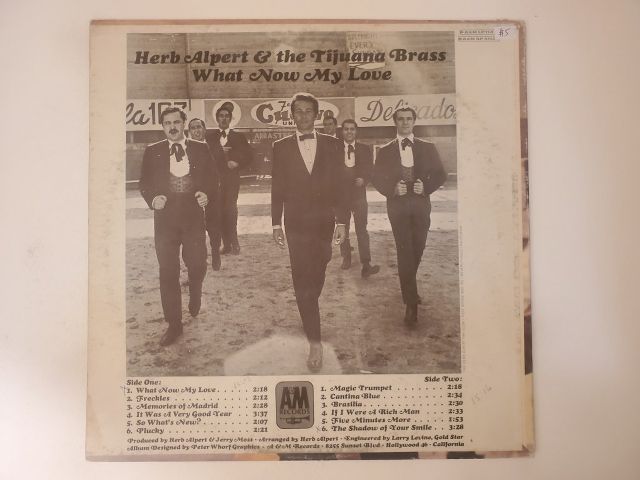 $5
Herb Alpert & the Tijuana Brass
What Now My Love
Delicados
Side One:
1. What Now My Love . . . . 2:18
2. Freckles . . . . 2:12
3. Memories of Madrid . . . . 2:28
4. It Was A Very Good Year . . . . 3:37
5. So What's New? . . . . 2:07
6. Plucky . . . . 2:21
A&M
RECORDS
Side Two:
1. Magic Trumpet . . . . 2:18
2. Cantina Blue . . . . 2:34
3. Brasilia . . . . 2:30
4. If I Were A Rich Man . . . . 2:33
5. Five Minutes More . . . . 1:53
6. The Shadow of Your Smile . . 3:28
Produced by Herb Alpert & Jerry Moss • Arranged by Herb Alpert • Engineered by Larry Levine, Gold Star
Album Designed by Peter Whorf Graphics • A & M Records • 8255 Sunset Blvd • Hollywood 46 • California